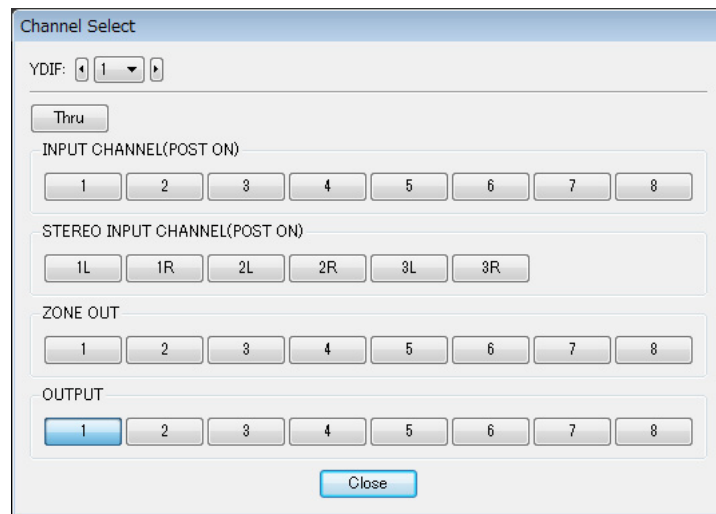 Channel Select
YDIF: 1
Thru
INPUT CHANNEL(POST ON)
1 2 3 4 5 6 7 8
STEREO INPUT CHANNEL(POST ON)
1L 1R 2L 2R 3L 3R
ZONE OUT
1 2 3 4 5 6 7 8
OUTPUT
1 2 3 4 5 6 7 8
Close